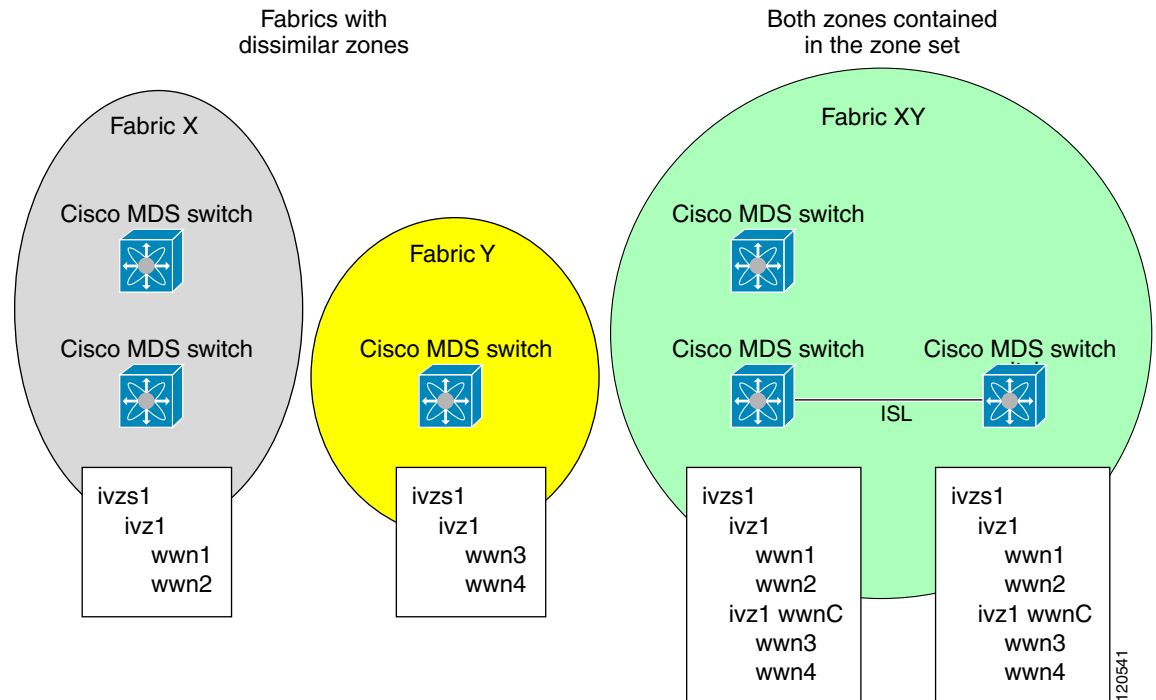 Fabrics with
dissimilar zones
Both zones contained
in the zone set
Fabric X
Cisco MDS switch
Cisco MDS switch
ivzs1
ivz1
wwn1
wwn2
Fabric Y
Cisco MDS switch
ivzs1
ivz1
wwn3
wwn4
Fabric XY
Cisco MDS switch
Cisco MDS switch
Cisco MDS switch
ISL
ivzs1
ivz1
wwn1
wwn2
ivz1 wwnC
wwn3
wwn4
ivzs1
ivz1
wwn1
wwn2
ivz1 wwnC
wwn3
wwn4
120541